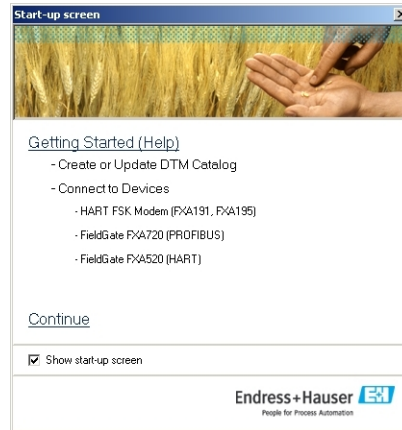 Start-up screen
Getting Started (Help)
- Create or Update DTM Catalog
- Connect to Devices
- HART FSK Modem (FXA191, FXA195)
- FieldGate FXA720 (PROFIBUS)
- FieldGate FXA520 (HART)
Continue
Show start-up screen
Endress+Hauser EH
People for Process Automation